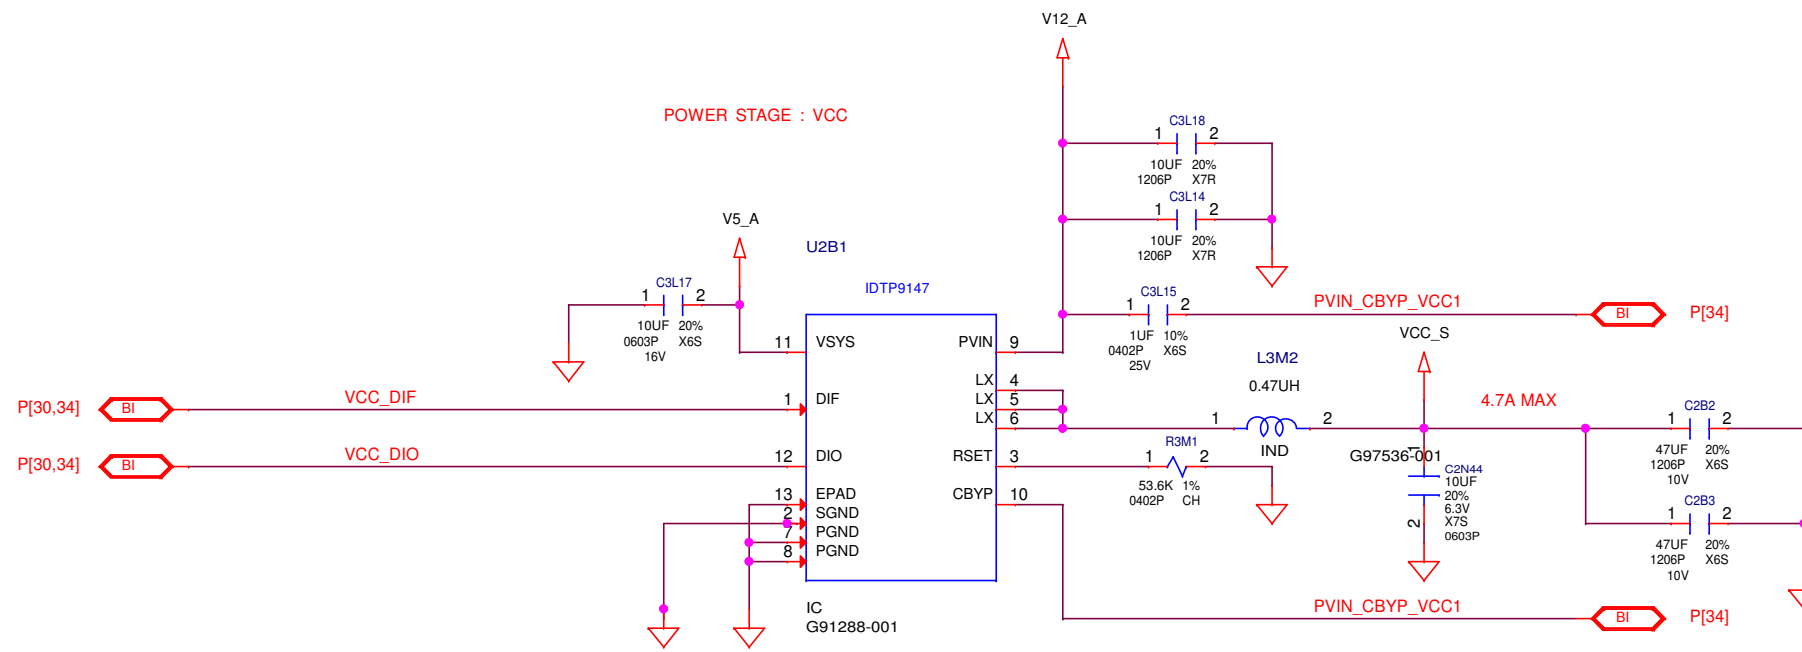 V12_A
POWER STAGE : VCC
C3L18
1 2
10UF 20%
1206P X7R
C3L14
1 2
10UF 20%
1206P X7R
V5_A
U2B1
C3L17
1 2
10UF 20%
0603P X6S
16V
IDTP9147
C3L15
1 2
1UF 10%
0402P X6S
25V
PVIN_CBYP_VCC1
BI
P[34]
VCC_S
11 VSYS
PVIN 9
L3M2
0.47UH
LX 4
LX 5
LX 6
P[30,34]
BI
VCC_DIF
1 DIF
1 2
IND
4.7A MAX
G97536-001
C2B2
1 2
47UF 20%
1206P X6S
10V
P[30,34]
BI
VCC_DIO
12 DIO
RSET 3
R3M1
1 2
53.6K 1%
0402P CH
1
C2N44
10UF
20%
6.3V
X7S
0603P
2
13 EPAD
2 SGND
7 PGND
8 PGND
CBYP 10
C2B3
1 2
47UF 20%
1206P X6S
10V
IC
G91288-001
PVIN_CBYP_VCC1
BI
P[34]